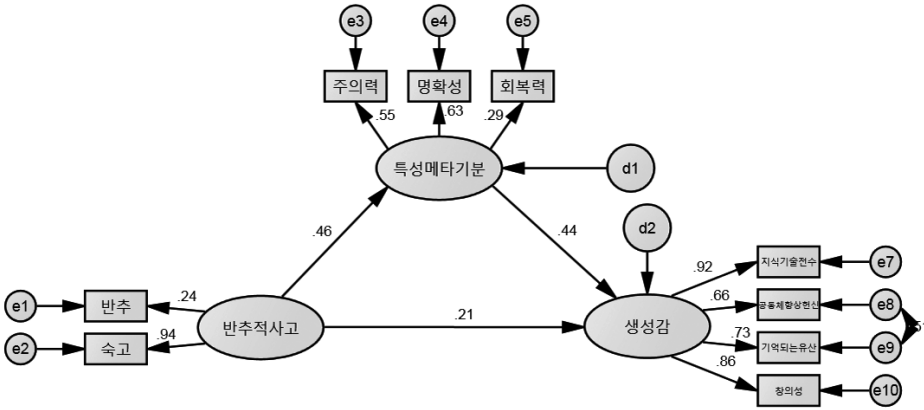 e3 e4 e5
주의력 명확성 회복력
.55 .63 .29
특성메타기분 d1
.46 .44 d2
.92 지식기술전수 e7
e1 반추 .24 .66 공동체향상헌신 e8
반추적사고 .21 생성감 .5
e2 숙고 .94 .73 기억되는유산 e9
.86 창의성 e10